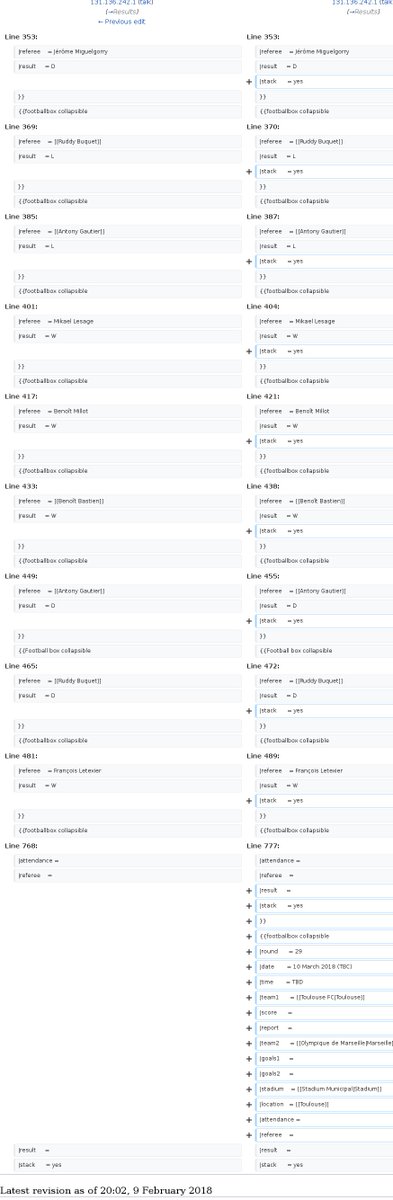 131.136.242.1 (talk) 131.136.242.1 (talk
(→Results) (→Results)
← Previous edit
Line 353: Line 353:
|referee = Jérôme Miguelgorry |referee = Jérôme Miguelgorry
|result = D |result = D
+ |stack = yes
}} }}
{{footballbox collapsible {{footballbox collapsible
Line 369: Line 370:
|referee = [[Ruddy Buquet]] |referee = [[Ruddy Buquet]]
|result = L |result = L
+ |stack = yes
}} }}
{{footballbox collapsible {{footballbox collapsible
Line 385: Line 387:
|referee = [[Antony Gautier]] |referee = [[Antony Gautier]]
|result = L |result = L
+ |stack = yes
}} }}
{{footballbox collapsible {{footballbox collapsible
Line 401: Line 404:
|referee = Mikael Lesage |referee = Mikael Lesage
|result = W |result = W
+ |stack = yes
}} }}
{{footballbox collapsible {{footballbox collapsible
Line 417: Line 421:
|referee = Benoît Millot |referee = Benoît Millot
|result = W |result = W
+ |stack = yes
}} }}
{{footballbox collapsible {{footballbox collapsible
Line 433: Line 438:
|referee = [[Benoît Bastien]] |referee = [[Benoît Bastien]]
|result = W |result = W
+ |stack = yes
}} }}
{{footballbox collapsible {{footballbox collapsible
Line 449: Line 455:
|referee = [[Antony Gautier]] |referee = [[Antony Gautier]]
|result = D |result = D
+ |stack = yes
}} }}
{{Football box collapsible {{Football box collapsible
Line 465: Line 472:
|referee = [[Ruddy Buquet]] |referee = [[Ruddy Buquet]]
|result = D |result = D
+ |stack = yes
}} }}
{{footballbox collapsible {{footballbox collapsible
Line 481: Line 489:
|referee = François Letexier |referee = François Letexier
|result = W |result = W
+ |stack = yes
}} }}
{{footballbox collapsible {{footballbox collapsible
Line 768: Line 777:
|attendance = |attendance =
|referee = |referee =
+ |result =
+ |stack = yes
+ }}
+ {{footballbox collapsible
+ |round = 29
+ |date = 10 March 2018 (TBC)
+ |time = TBD
+ |team1 = [[Toulouse FC|Toulouse]]
+ |score =
+ |report =
+ |team2 = [[Olympique de Marseille|Marseille]
+ |goals1 =
+ |goals2 =
+ |stadium = [[Stadium Municipal|Stadium]]
+ |location = [[Toulouse]]
+ |attendance =
+ |referee =
|result = |result =
|stack = yes |stack = yes
Latest revision as of 20:02, 9 February 2018